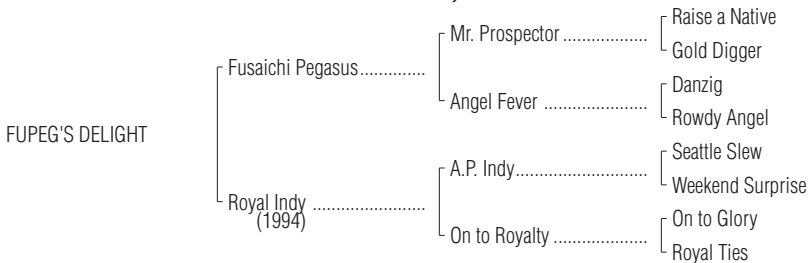 Raise a Native
Mr. Prospector ..................
Gold Digger
Fusaichi Pegasus..............
Danzig
Angel Fever ......................
Rowdy Angel
FUPEG'S DELIGHT
Seattle Slew
A.P. Indy............................
Weekend Surprise
Royal Indy ........................
(1994)
On to Glory
On to Royalty ....................
Royal Ties